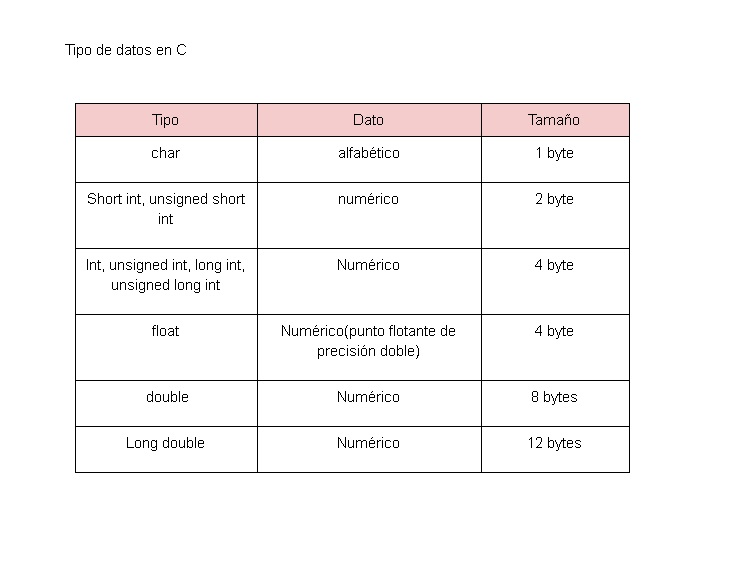 Tipo de datos en C
Tipo Dato Tamaño
char alfabético 1 byte
Short int, unsigned short numérico 2 byte
int
Int, unsigned int, long int, Numérico 4 byte
unsigned long int
float Numérico(punto flotante de 4 byte
precisión doble)
double Numérico 8 bytes
Long double Numérico 12 bytes